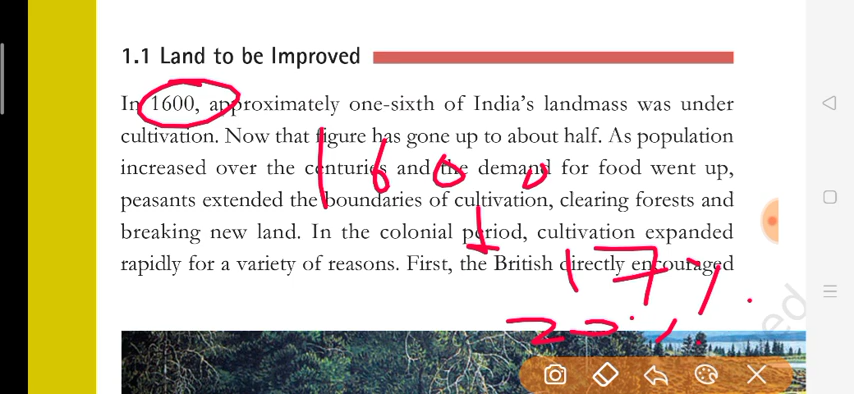 1.1 Land to be Improved
In 1600, approximately one-sixth of India's landmass was under
cultivation. Now that figure has gone up to about half. As population
increased over the centuries and the demand for food went up,
peasants extended the boundaries of cultivation, clearing forests and
breaking new land. In the colonial period, cultivation expanded
rapidly for a variety of reasons. First, the British directly encouraged
1600
17%.
20%
ed